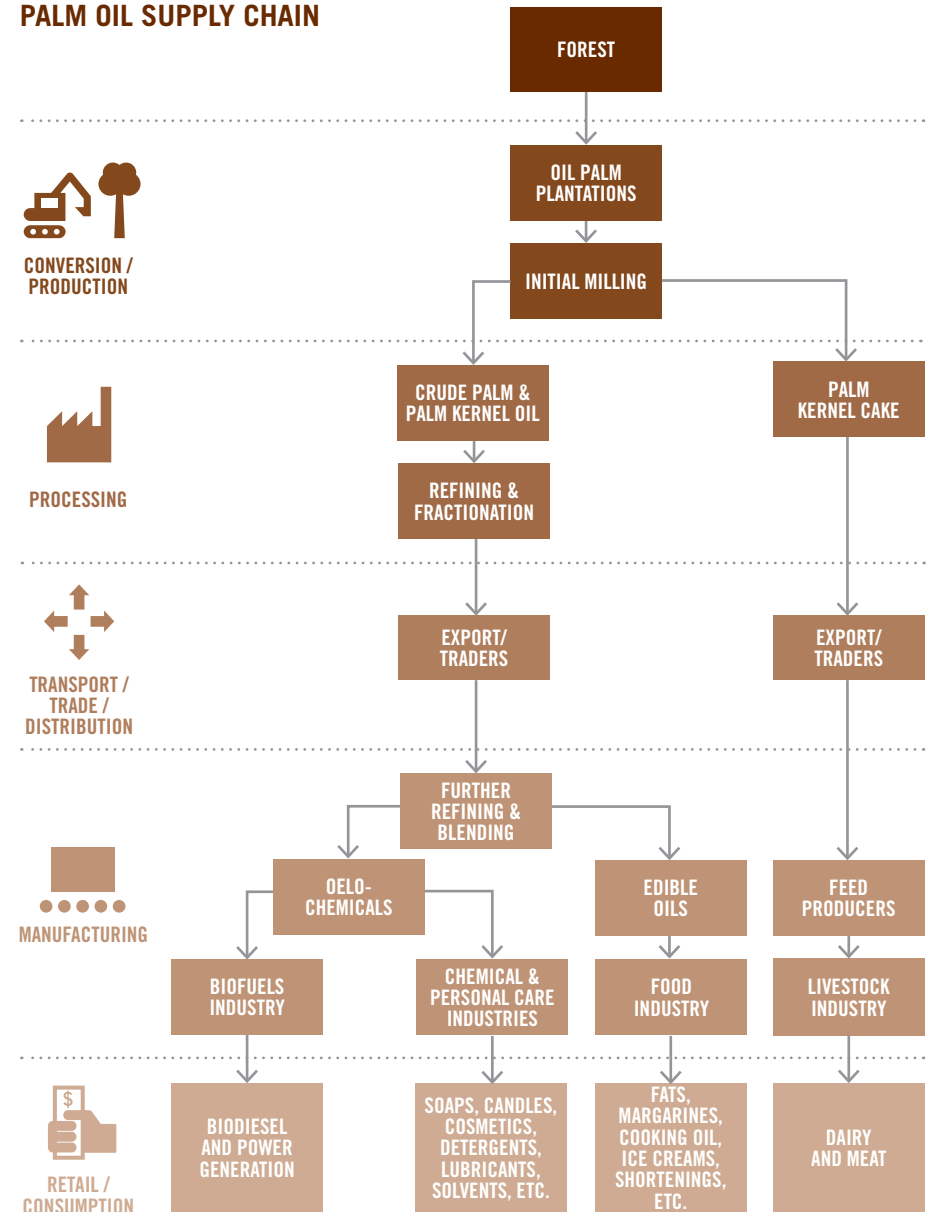 PALM OIL SUPPLY CHAIN
FOREST
OIL PALM
PLANTATIONS
CONVERSION /
PRODUCTION
INITIAL MILLING
CRUDE PALM &
PALM KERNEL OIL
PALM
KERNEL CAKE
PROCESSING
REFINING &
FRACTIONATION
TRANSPORT /
TRADE /
DISTRIBUTION
EXPORT/
TRADERS
EXPORT/
TRADERS
FURTHER
REFINING &
BLENDING
MANUFACTURING
OELO-
CHEMICALS
EDIBLE
OILS
FEED
PRODUCERS
BIOFUELS
INDUSTRY
CHEMICAL &
PERSONAL CARE
INDUSTRIES
FOOD
INDUSTRY
LIVESTOCK
INDUSTRY
$
RETAIL /
CONSUMPTION
BIODIESEL
AND POWER
GENERATION
SOAPS, CANDLES,
COSMETICS,
DETERGENTS,
LUBRICANTS,
SOLVENTS, ETC.
FATS,
MARGARINES,
COOKING OIL,
ICE CREAMS,
SHORTENINGS,
ETC.
DAIRY
AND MEAT